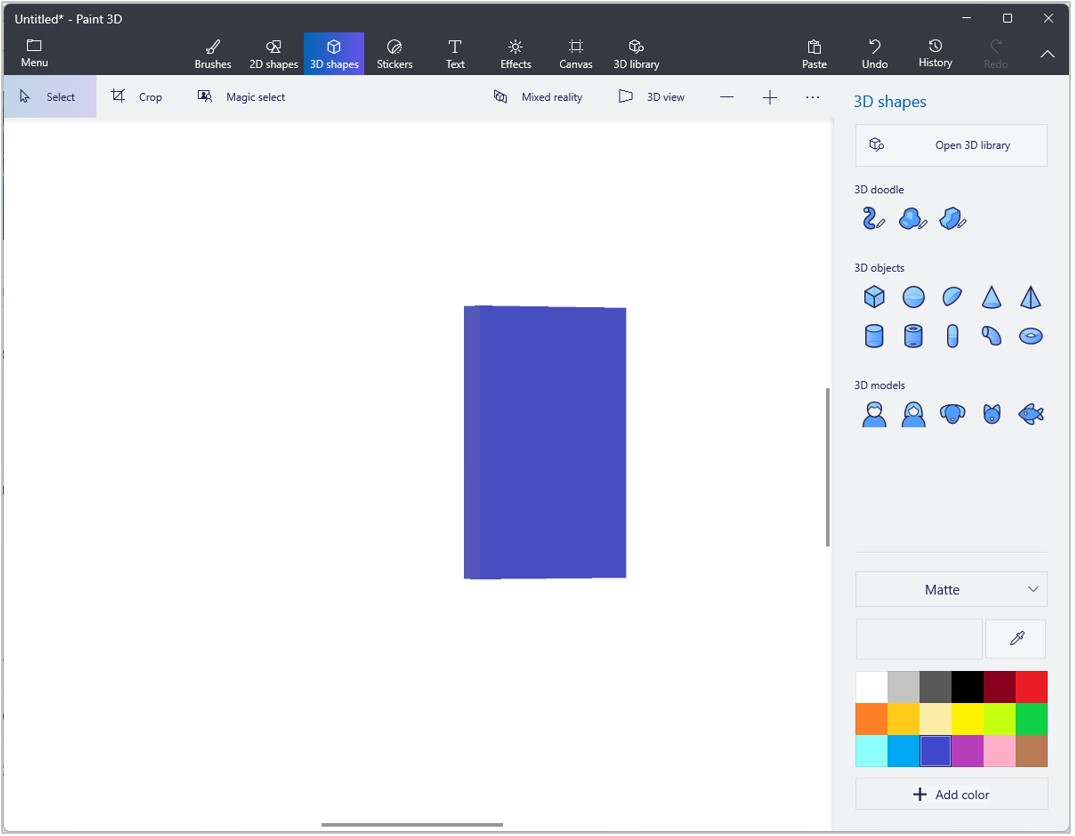 Untitled* - Paint 3D
Menu
Brushes
2D shapes
3D shapes
Stickers
Text
Effects
Canvas
3D library
Paste
Undo
History
Redo
Select
Crop
Magic select
Mixed reality
3D view
3D shapes
Open 3D library
3D doodle
3D objects
3D models
Matte
Add color